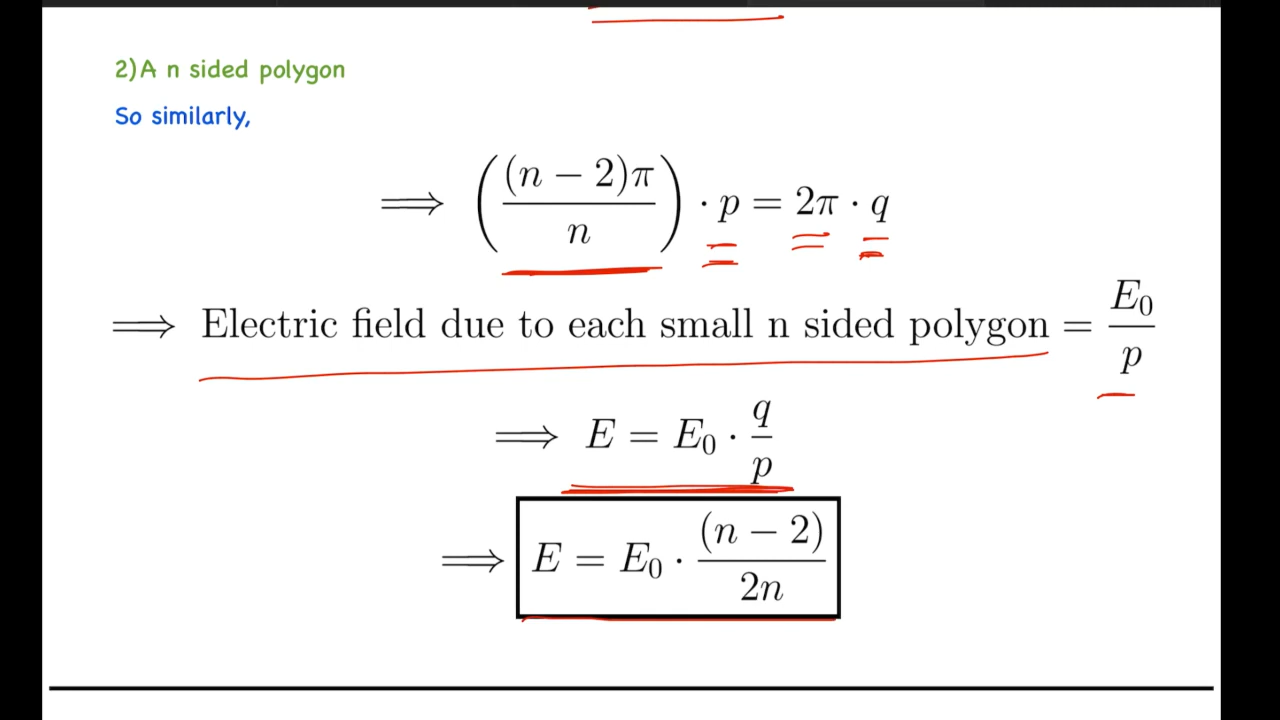 2)A n sided polygon
So similarly,
⟹ ((n − 2)π / n) · p = 2π · q
⟹ Electric field due to each small n sided polygon = E₀ / p
⟹ E = E₀ · q / p
⟹ E = E₀ · (n − 2) / 2n